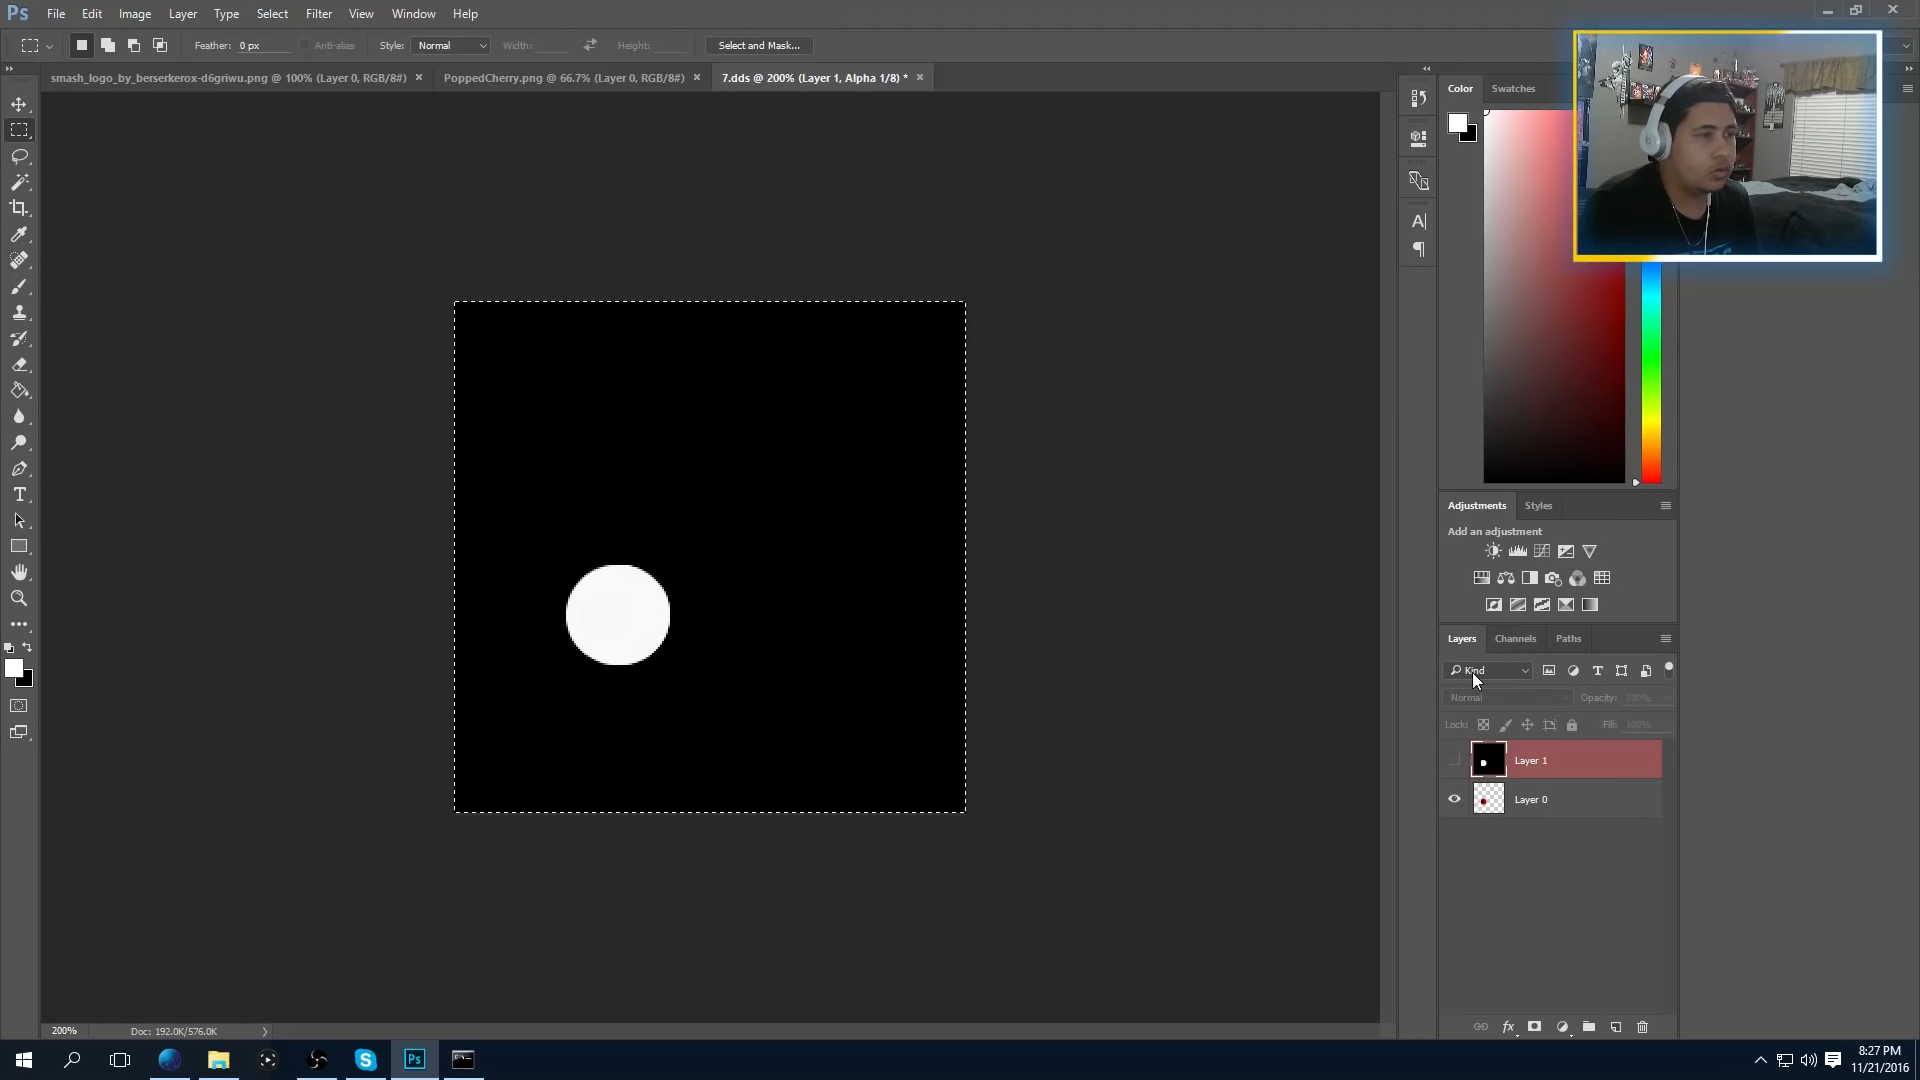 Ps File Edit Image Layer Type Select Filter View Window Help
Feather: 0 px Anti-alias Style: Normal Width: Height: Select and Mask...
smash_logo_by_berserkerox-d6griwu.png @ 100% (Layer 0, RGB/8#) × PoppedCherry.png @ 66.7% (Layer 0, RGB/8#) × 7.dds @ 200% (Layer 1, Alpha 1/8) * ×
Color Swatches
Adjustments Styles
Add an adjustment
Layers Channels Paths
Kind
Normal Opacity: 100%
Lock: Fill: 100%
Layer 1
Layer 0
200% Doc: 192.0K/576.0K
8:27 PM
11/21/2016